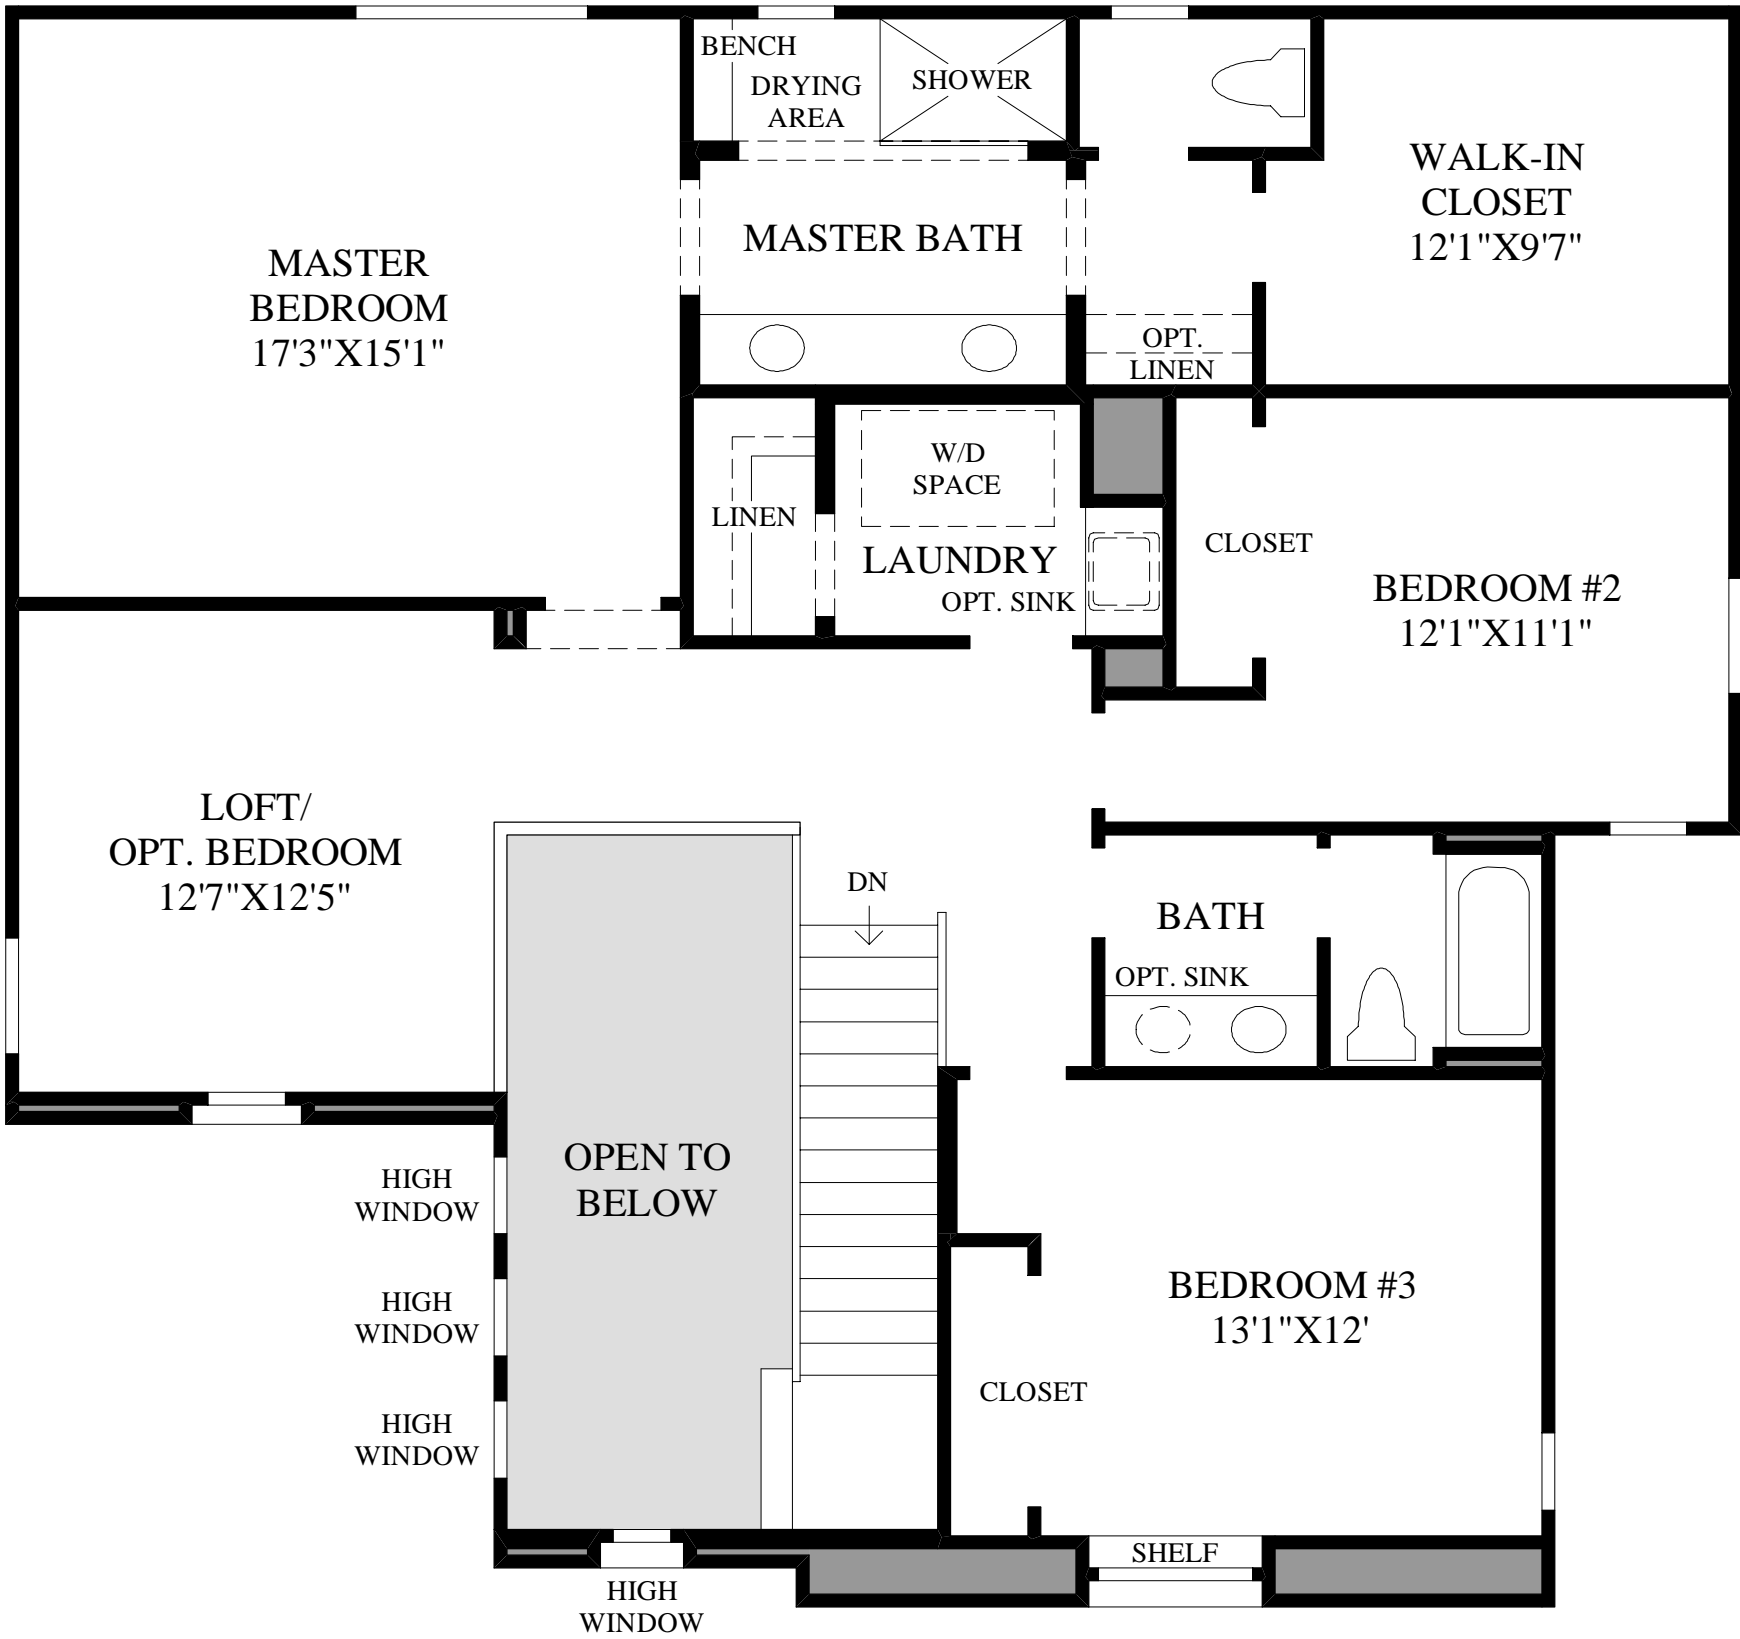 BENCH
DRYING
AREA
SHOWER
WALK-IN
CLOSET
12'1"X9'7"
MASTER BATH
MASTER
BEDROOM
17'3"X15'1"
OPT.
LINEN
W/D
SPACE
LINEN
LAUNDRY
OPT. SINK
CLOSET
BEDROOM #2
12'1"X11'1"
LOFT/
OPT. BEDROOM
12'7"X12'5"
DN
BATH
OPT. SINK
OPEN TO
BELOW
HIGH
WINDOW
HIGH
WINDOW
HIGH
WINDOW
BEDROOM #3
13'1"X12'
CLOSET
SHELF
HIGH
WINDOW